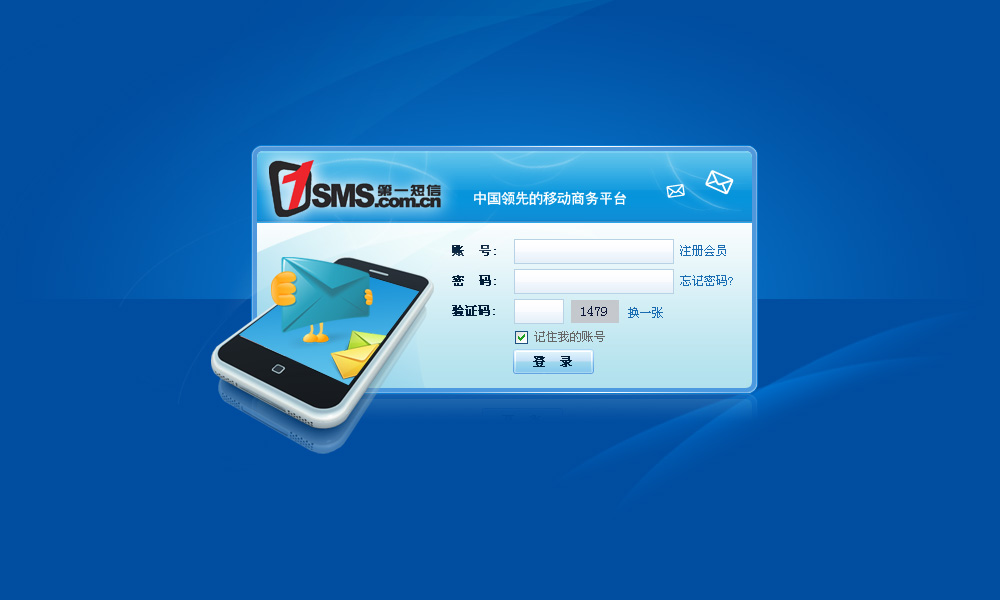 1SMS.com.cn 第一短信
中国领先的移动商务平台
账 号: 注册会员
密 码: 忘记密码?
验证码: 1479 换一张
记住我的账号
登 录